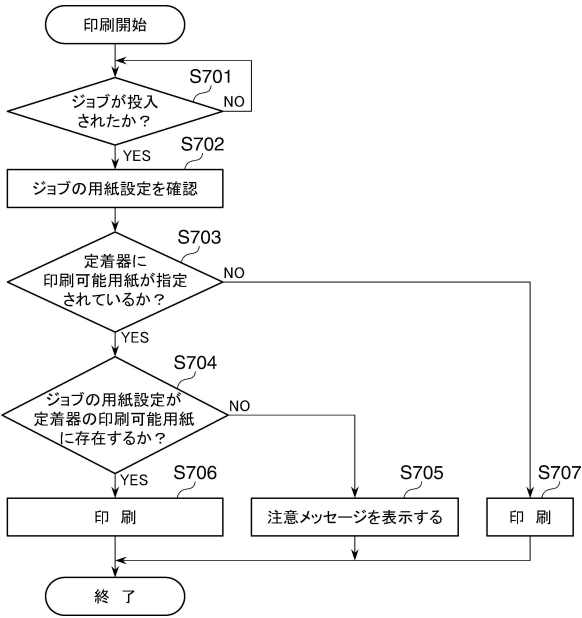 印刷開始
S701
ジョブが投入
されたか？
NO
YES
S702
ジョブの用紙設定を確認
S703
定着器に
印刷可能用紙が指定
されているか？
NO
YES
S704
ジョブの用紙設定が
定着器の印刷可能用紙
に存在するか？
NO
YES
S706
印 刷
S705
注意メッセージを表示する
S707
印 刷
終 了